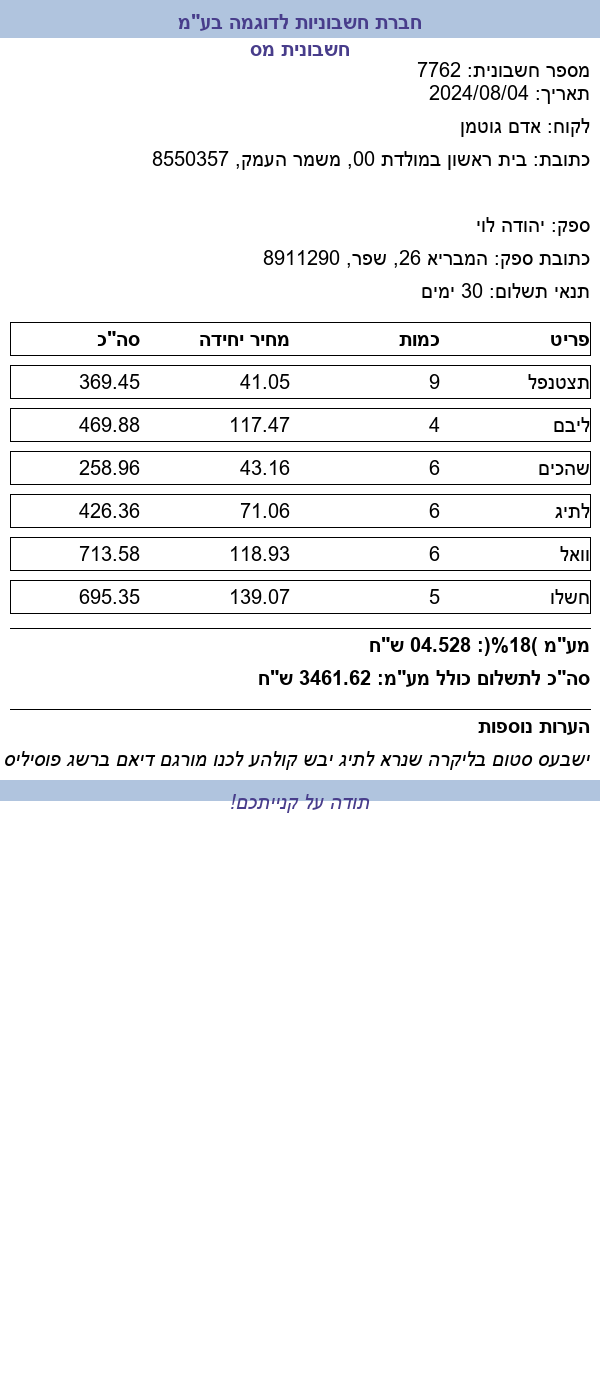 חברת חשבוניות לדוגמה בע"מ
חשבונית מס
מספר חשבונית: 7762
תאריך: 2024/08/04
לקוח: אדם גוטמן
כתובת: בית ראשון במולדת 00, משמר העמק, 8550357
ספק: יהודה לוי
כתובת ספק: המבריא 26, שפר, 8911290
תנאי תשלום: 30 ימים
פריט כמות מחיר יחידה סה"כ
תצטנפל 9 41.05 369.45
ליבם 4 117.47 469.88
שהכים 6 43.16 258.96
לתיג 6 71.06 426.36
וואל 6 118.93 713.58
חשלו 5 139.07 695.35
מע"מ )18%(: 04.528 ש"ח
סה"כ לתשלום כולל מע"מ: 3461.62 ש"ח
הערות נוספות
ישבעס סטום בליקרה שנרא לתיג יבש קולהע לכנו מורגם דיאם ברשג פוסיליס
תודה על קנייתכם!